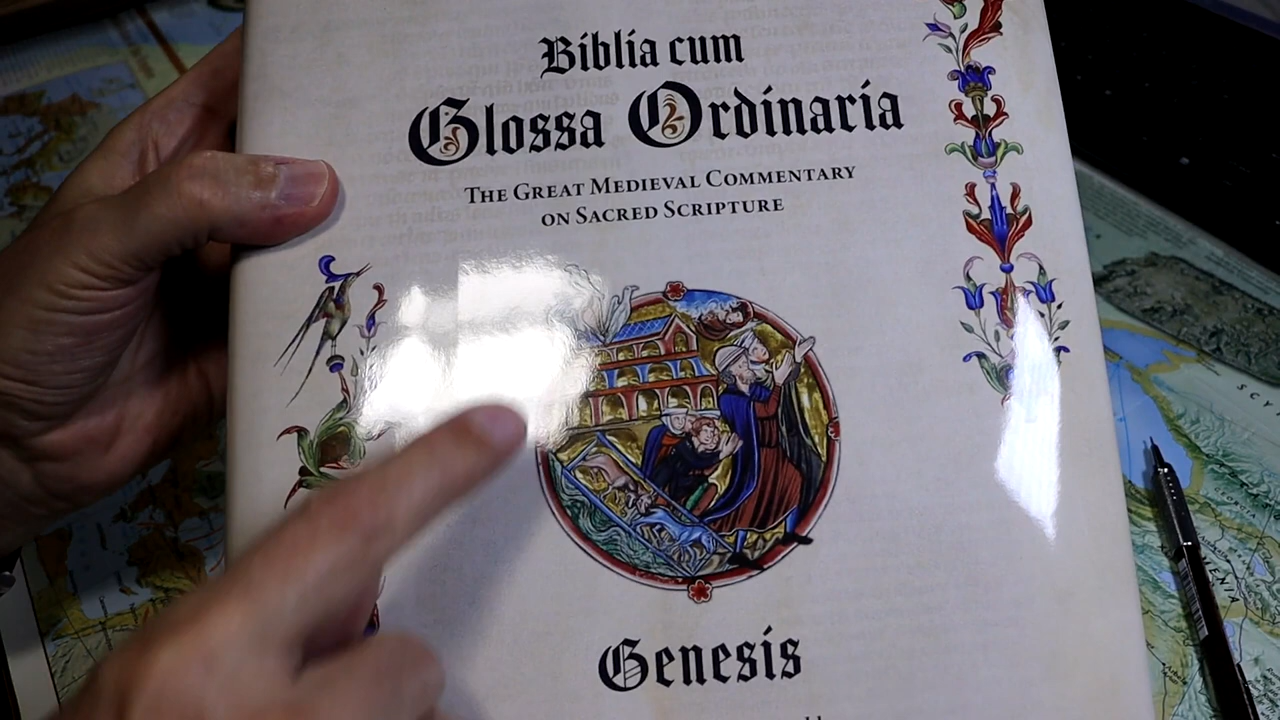 Biblia cum
Glossa Ordinaria
The Great Medieval Commentary
on Sacred Scripture
Genesis